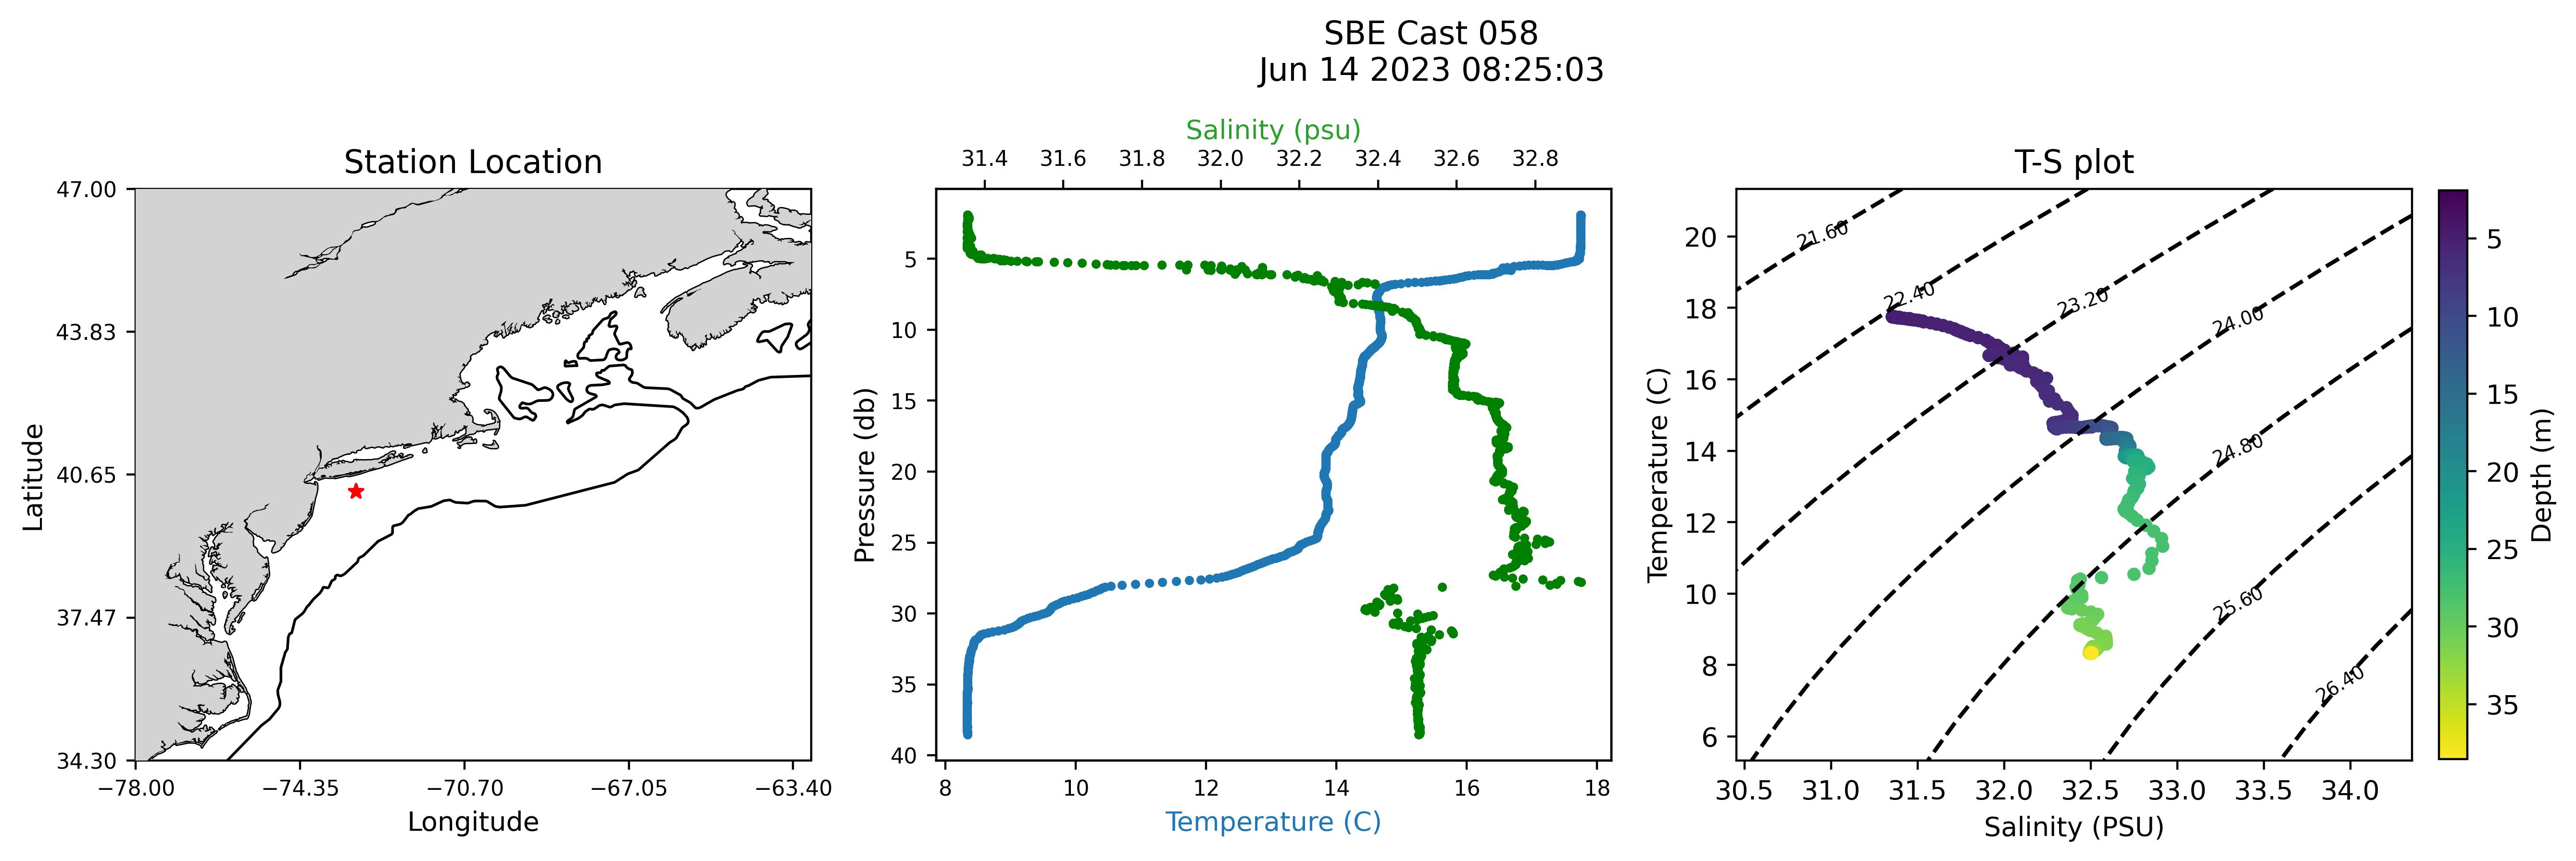 SBE Cast 058
Jun 14 2023 08:25:03
Station Location
47.00
43.83
40.65
37.47
34.30
Latitude
−78.00 −74.35 −70.70 −67.05 −63.40
Longitude
Salinity (psu)
31.4 31.6 31.8 32.0 32.2 32.4 32.6 32.8
5
10
15
20
25
30
35
40
Pressure (db)
8 10 12 14 16 18
Temperature (C)
T-S plot
20
18
16
14
12
10
8
6
Temperature (C)
21.60
22.40
23.20
24.00
24.80
25.60
26.40
30.5 31.0 31.5 32.0 32.5 33.0 33.5 34.0
Salinity (PSU)
5
10
15
20
25
30
35
Depth (m)